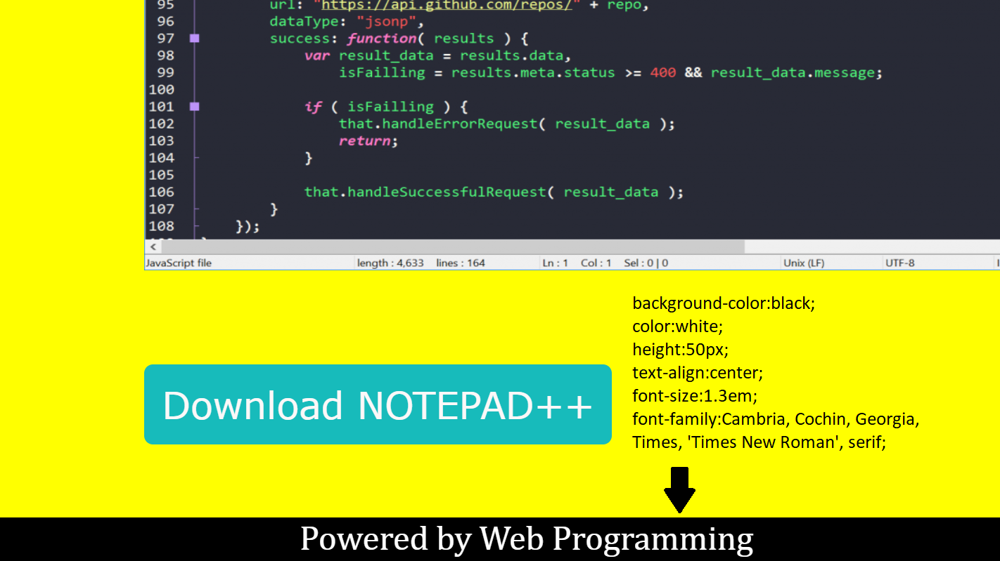 95 url: "https://api.github.com/repos/" + repo,
96 dataType: "jsonp",
97 success: function( results ) {
98 var result_data = results.data,
99 isFailling = results.meta.status >= 400 && result_data.message;
100
101 if ( isFailling ) {
102 that.handleErrorRequest( result_data );
103 return;
104 }
105
106 that.handleSuccessfulRequest( result_data );
107 }
108 });
JavaScript file length : 4,633 lines : 164 Ln : 1 Col : 1 Sel : 0 | 0 Unix (LF) UTF-8
background-color:black;
color:white;
height:50px;
text-align:center;
font-size:1.3em;
font-family:Cambria, Cochin, Georgia,
Times, 'Times New Roman', serif;
Download NOTEPAD++
Powered by Web Programming